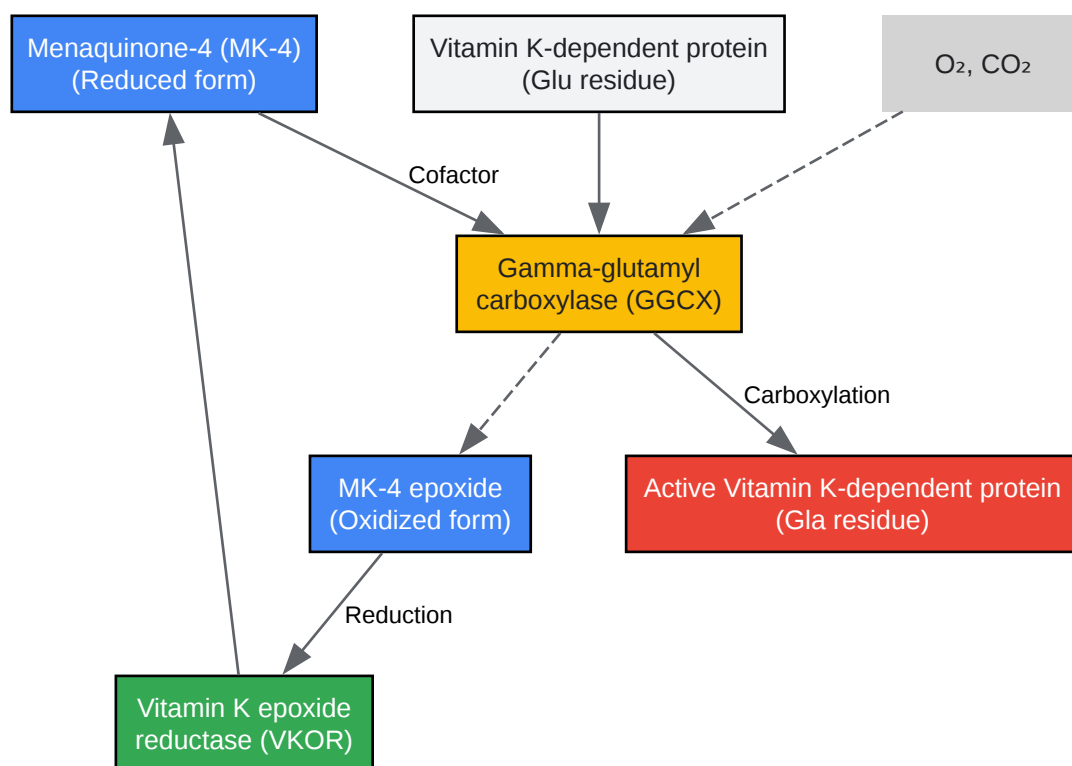 Menaquinone-4 (MK-4)
(Reduced form)
Vitamin K-dependent protein
(Glu residue)
O₂, CO₂
Cofactor
Gamma-glutamyl
carboxylase (GGCX)
Carboxylation
MK-4 epoxide
(Oxidized form)
Active Vitamin K-dependent protein
(Gla residue)
Reduction
Vitamin K epoxide
reductase (VKOR)